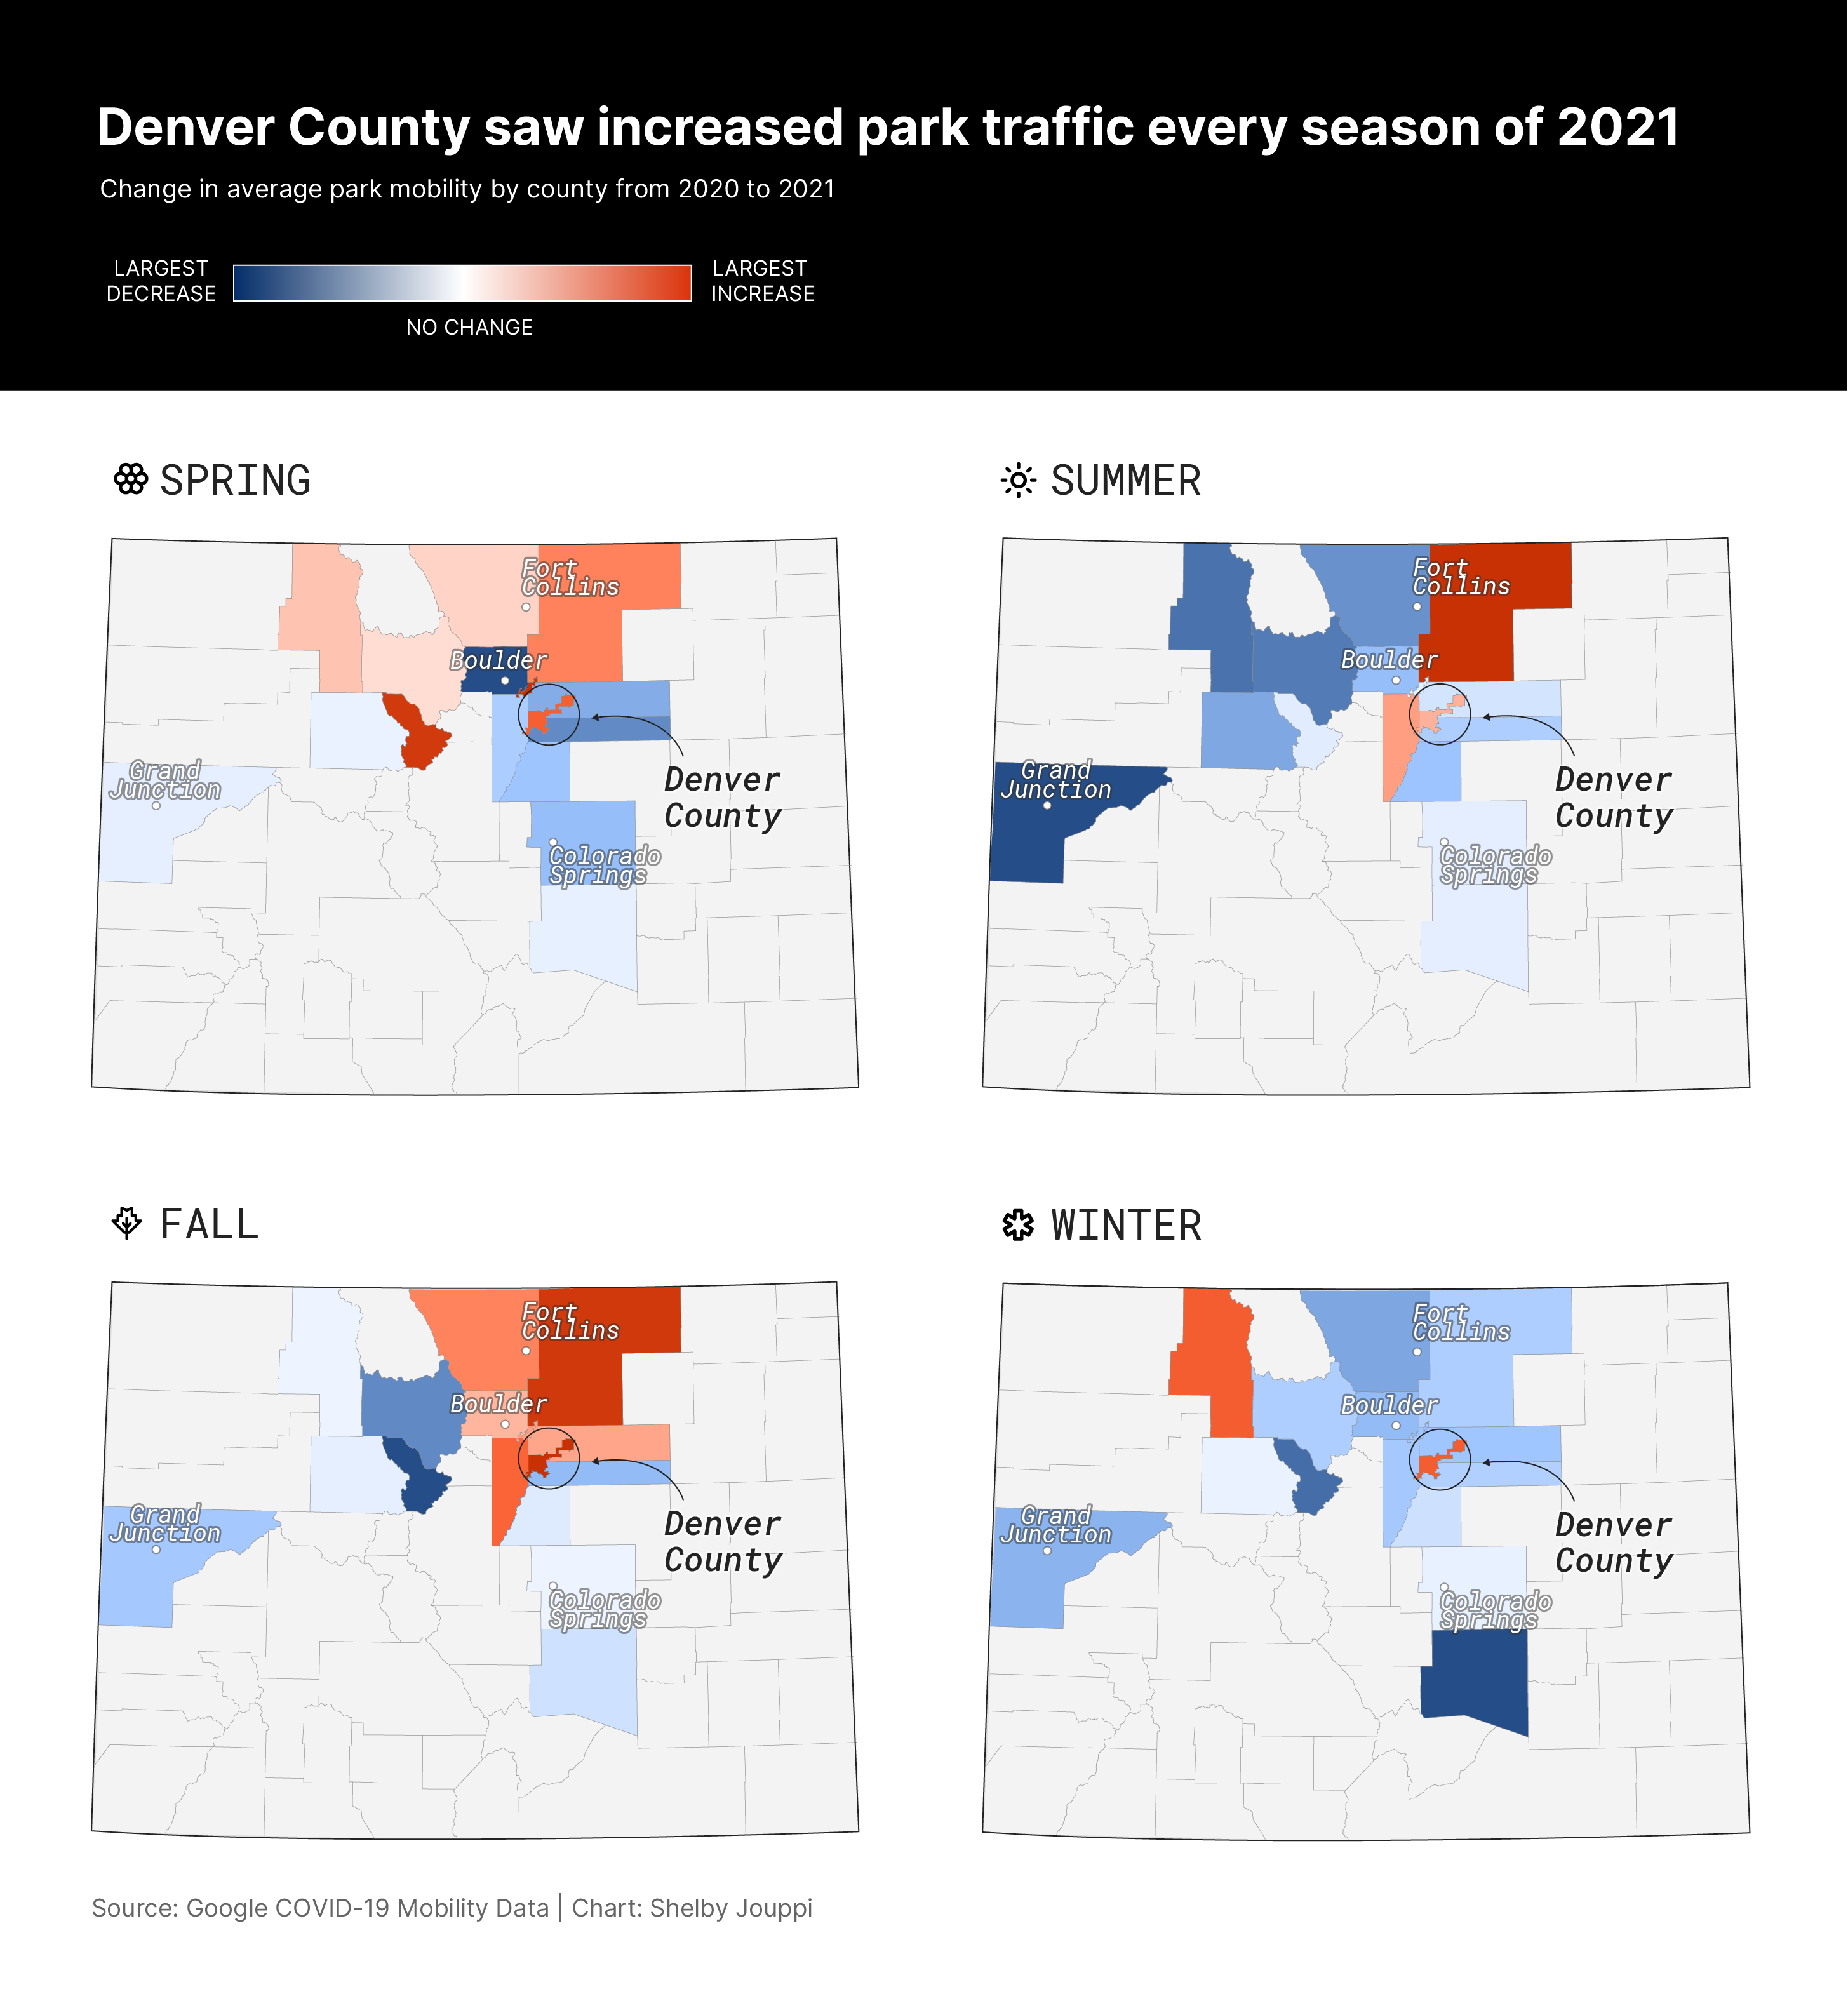 Denver County saw increased park traffic every season of 2021
Change in average park mobility by county from 2020 to 2021
LARGEST
DECREASE
LARGEST
INCREASE
NO CHANGE
SPRING
Fort
Collins
Boulder
Grand
Junction
Denver
County
Colorado
Springs
SUMMER
Fort
Collins
Boulder
Grand
Junction
Denver
County
Colorado
Springs
FALL
Fort
Collins
Boulder
Grand
Junction
Denver
County
Colorado
Springs
WINTER
Fort
Collins
Boulder
Grand
Junction
Denver
County
Colorado
Springs
Source: Google COVID-19 Mobility Data | Chart: Shelby Jouppi